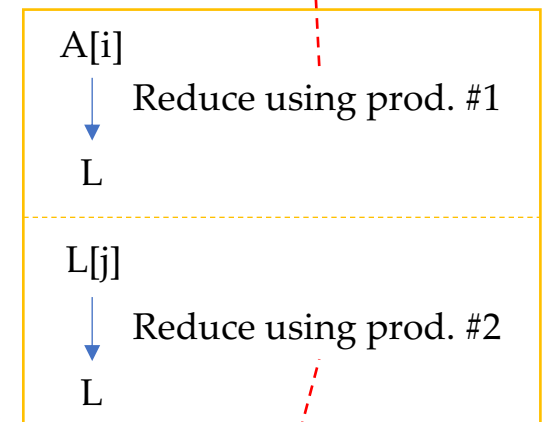 A[i]
Reduce using prod. #1
L
L[j]
Reduce using prod. #2
L